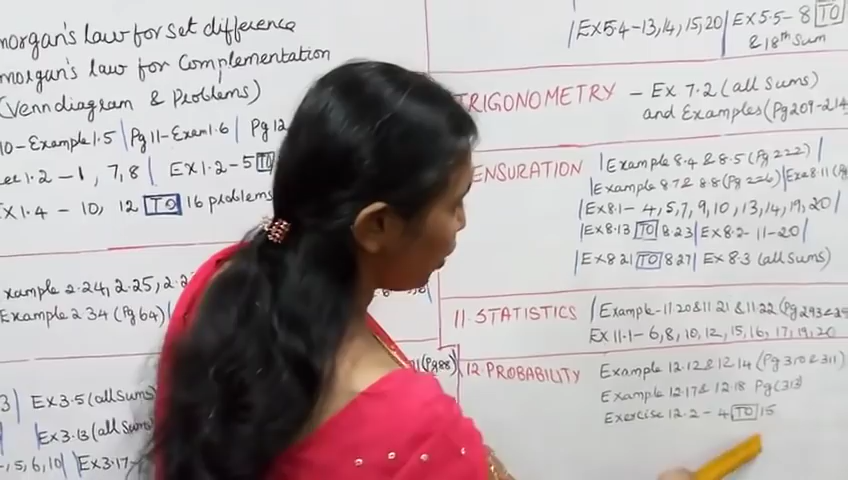 morgan's law for set difference
morgan's law for Complementation
(Venn diagram & Problems)
10-Example 1.5 | Pg 11-Exam 1.6 | Pg 12
1.2 - 1, 7, 8 | EX 1.2 - 5 TO
EX 1.4 - 10, 12 TO 16 problems
Example 2.24, 2.25, 2.2
Example 2.34 (Pg 64) |
3 | EX 3.5 (all Sums)
| EX 3.13 (all Sums)
, 5, 6, 10 | EX 3.17
(Pg 88)
| EX 5.4 - 13, 14, 15, 20 | EX 5.5 - 8 TO
& 18th Sum
TRIGONOMETRY - EX 7.2 (all Sums)
and Examples (Pg 209-214
ENSURATION | Example 8.4 & 8.5 (Pg 222) |
| Example 8.7 & 8.8 (Pg 226) | Exa 8.11 (Pg
| EX 8.1 - 4, 5, 7, 9, 10, 13, 14, 19, 20 |
| EX 8.13 TO 8.23 | EX 8.2 - 11-20 |
| EX 8.21 TO 8.27 | EX 8.3 (all Sums)
11. STATISTICS | Example - 11.20 & 11.21 & 11.22 (Pg 293 &
EX 11.1 - 6, 8, 10, 12, 15, 16, 17, 19, 20
12. PROBABILITY Example 12.12 & 12.14 (Pg 310 & 311)
Example 12.17 & 12.18 Pg (313)
Exercise 12.2 - 4 TO 15